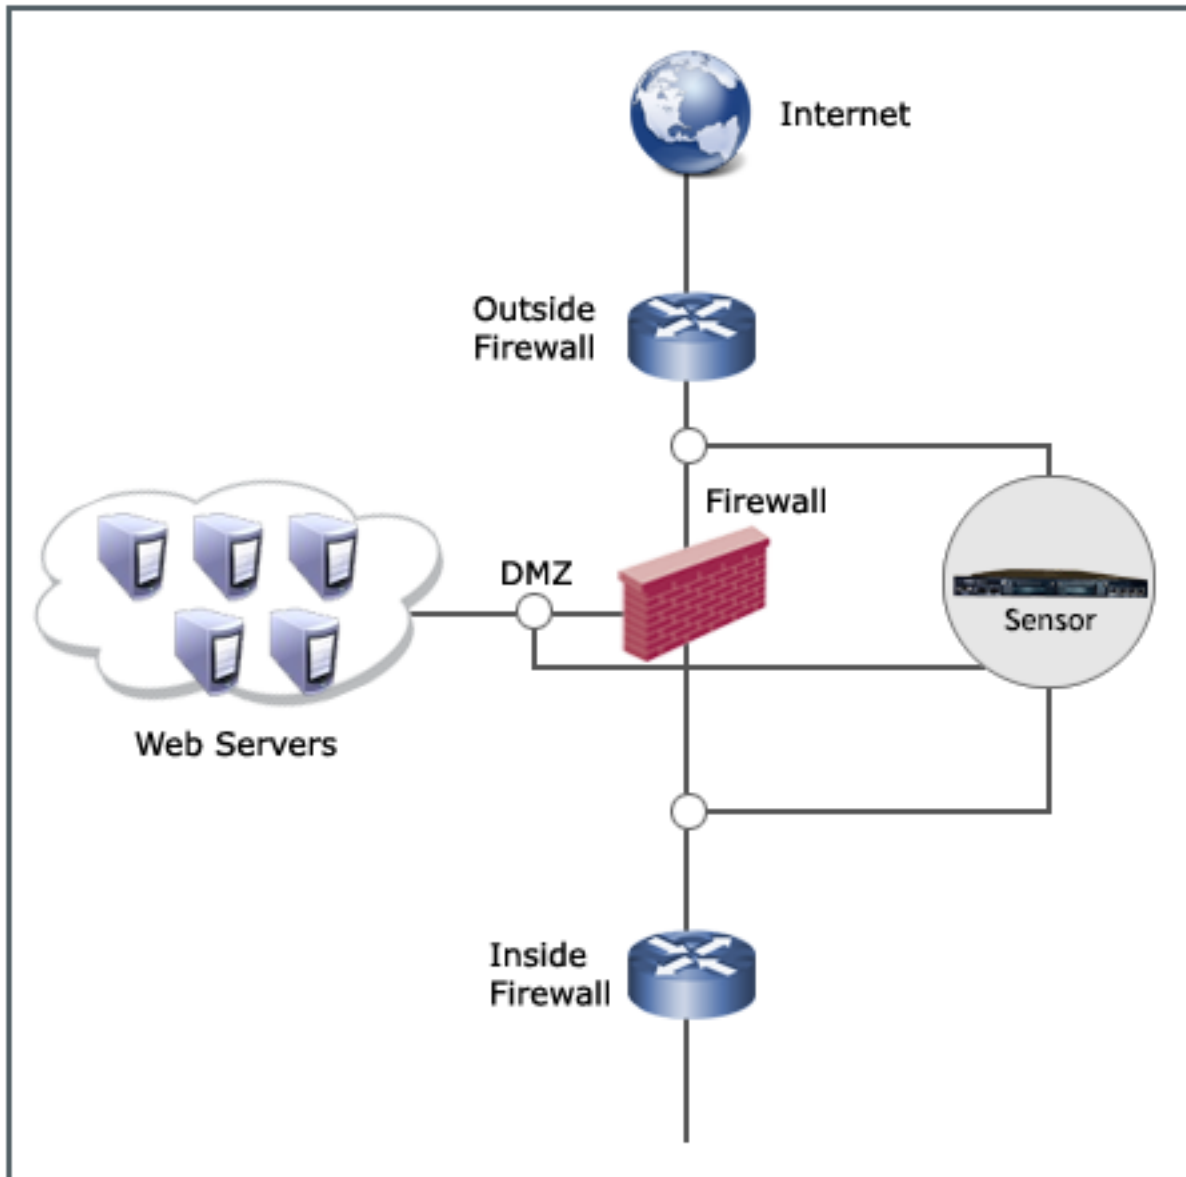 Internet
Outside
Firewall
Firewall
DMZ
Sensor
Web Servers
Inside
Firewall